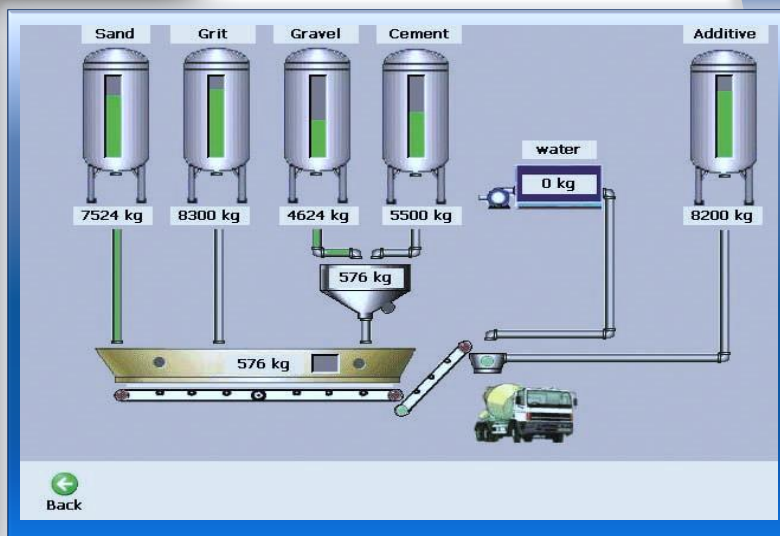 Sand Grit Gravel Cement Additive
water
0 kg
7524 kg 8300 kg 4624 kg 5500 kg 8200 kg
576 kg
576 kg
Back